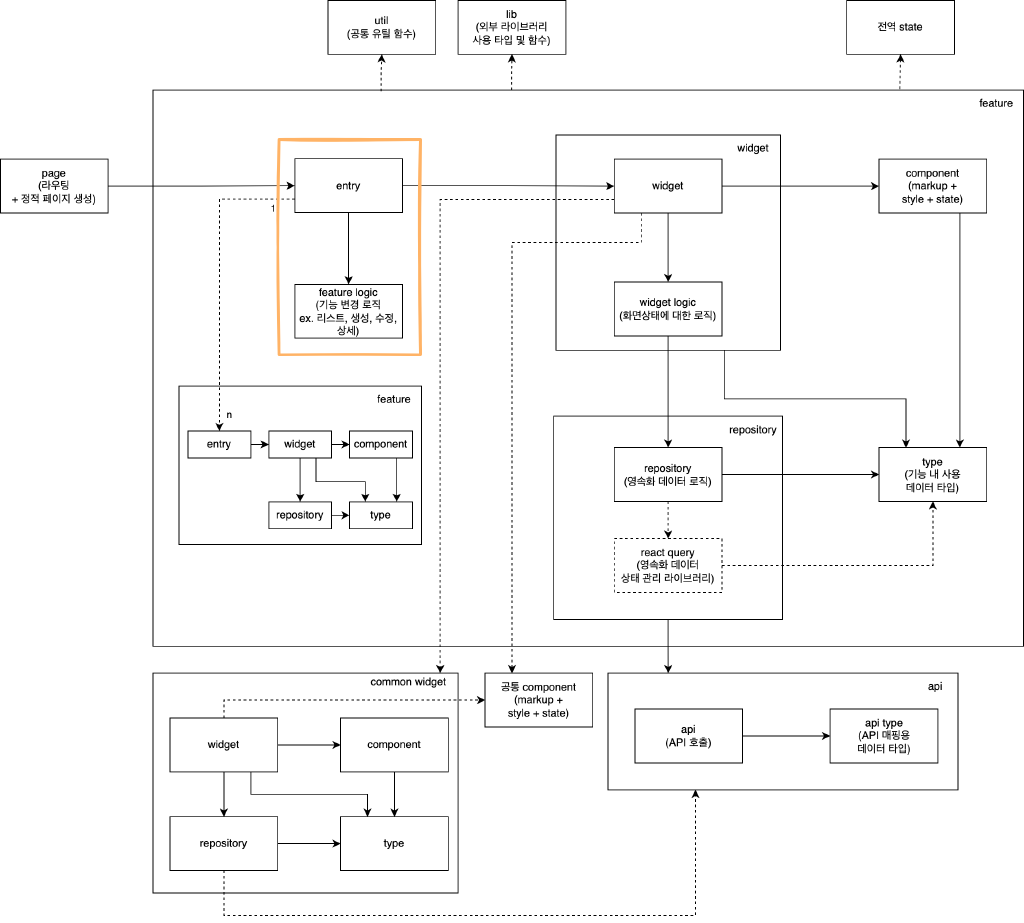 util
(공통 유틸 함수)
lib
(외부 라이브러리
사용 타입 및 함수)
전역 state
feature
page
(라우팅
+ 정적 페이지 생성)
entry
1
feature logic
(기능 변경 로직
ex. 리스트, 생성, 수정,
상세)
widget
widget
component
(markup +
style + state)
widget logic
(화면상태에 대한 로직)
feature
n
entry
widget
component
repository
type
repository
repository
(영속화 데이터 로직)
type
(기능 내 사용
데이터 타입)
react query
(영속화 데이터
상태 관리 라이브러리)
common widget
widget
component
repository
type
공통 component
(markup +
style + state)
api
api
(API 호출)
api type
(API 매핑용
데이터 타입)